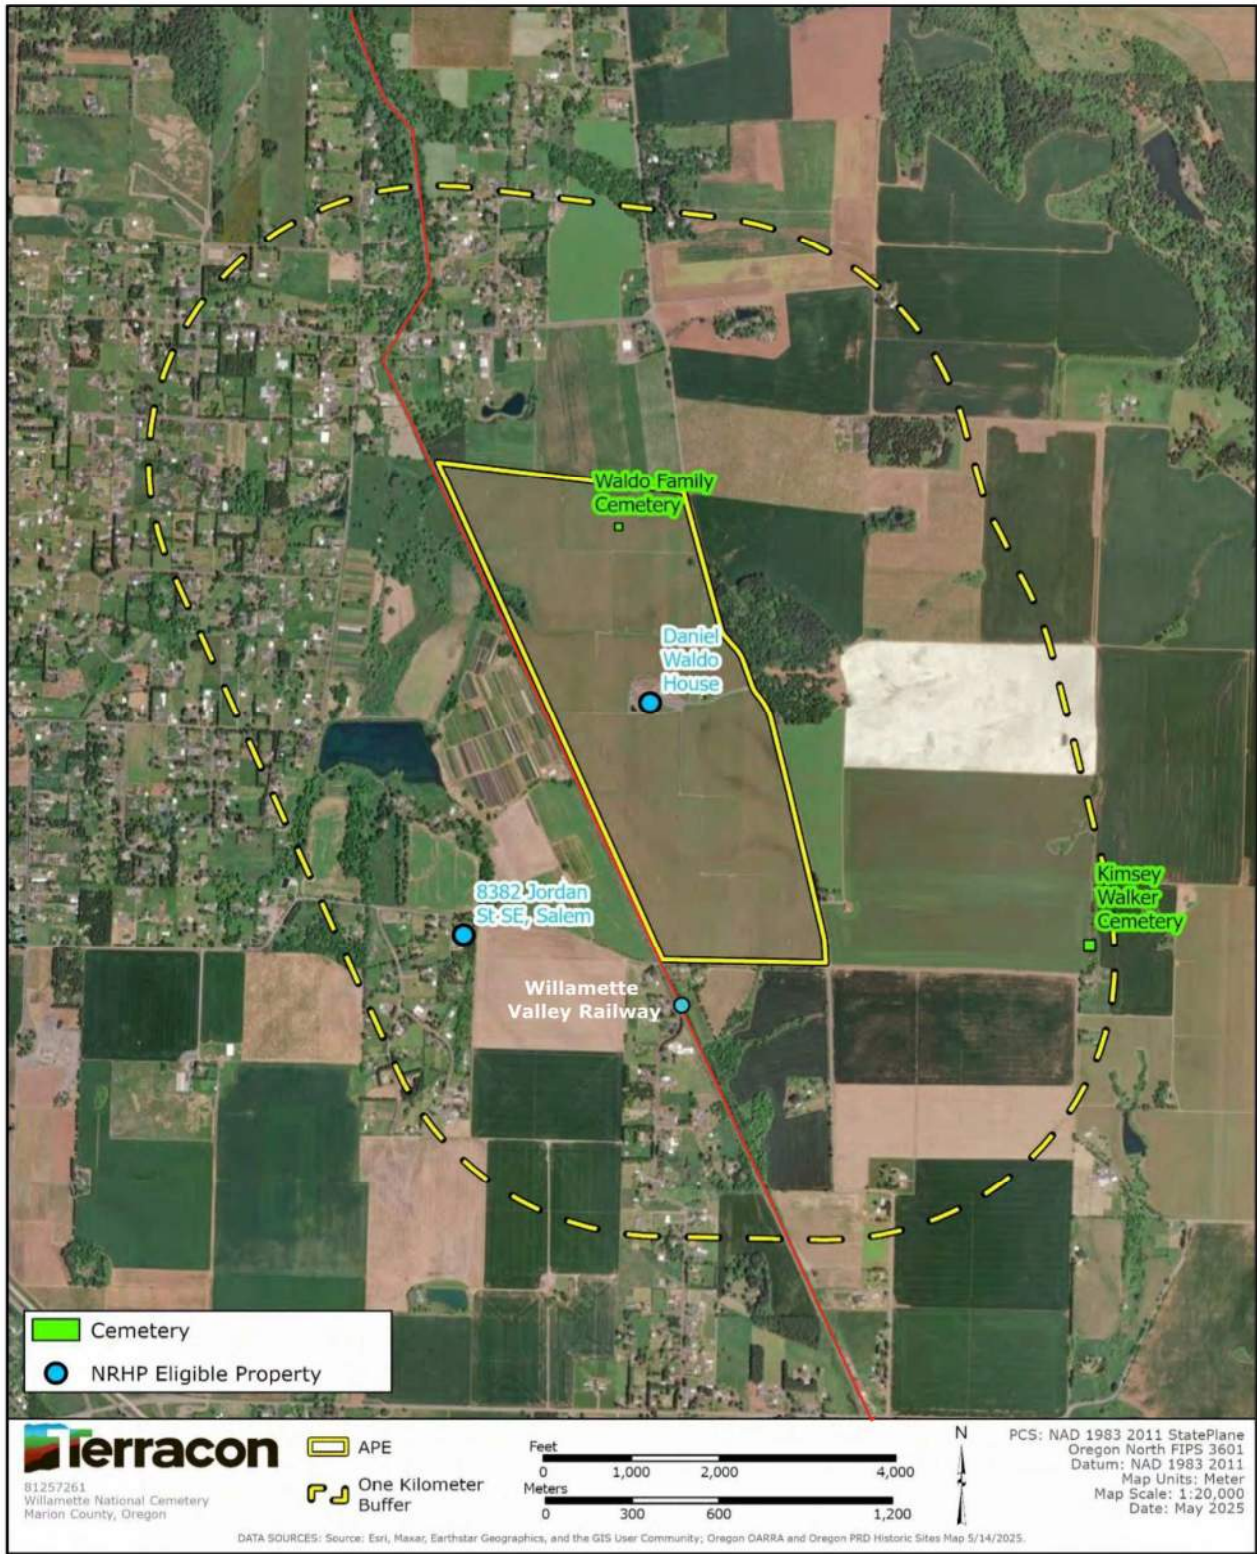 Waldo Family
Cemetery
Daniel
Waldo
House
Kimsey
Walker
Cemetery
8382 Jordan
St SE, Salem
Willamette
Valley Railway
Cemetery
NRHP Eligible Property
Terracon
81257261
Willamette National Cemetery
Marion County, Oregon
APE
One Kilometer
Buffer
Feet
0 1,000 2,000 4,000
Meters
0 300 600 1,200
N
PCS: NAD 1983 2011 StatePlane
Oregon North FIPS 3601
Datum: NAD 1983 2011
Map Units: Meter
Map Scale: 1:20,000
Date: May 2025
DATA SOURCES: Source: Esri, Maxar, Earthstar Geographics, and the GIS User Community; Oregon OARRA and Oregon PRD Historic Sites Map 5/14/2025.